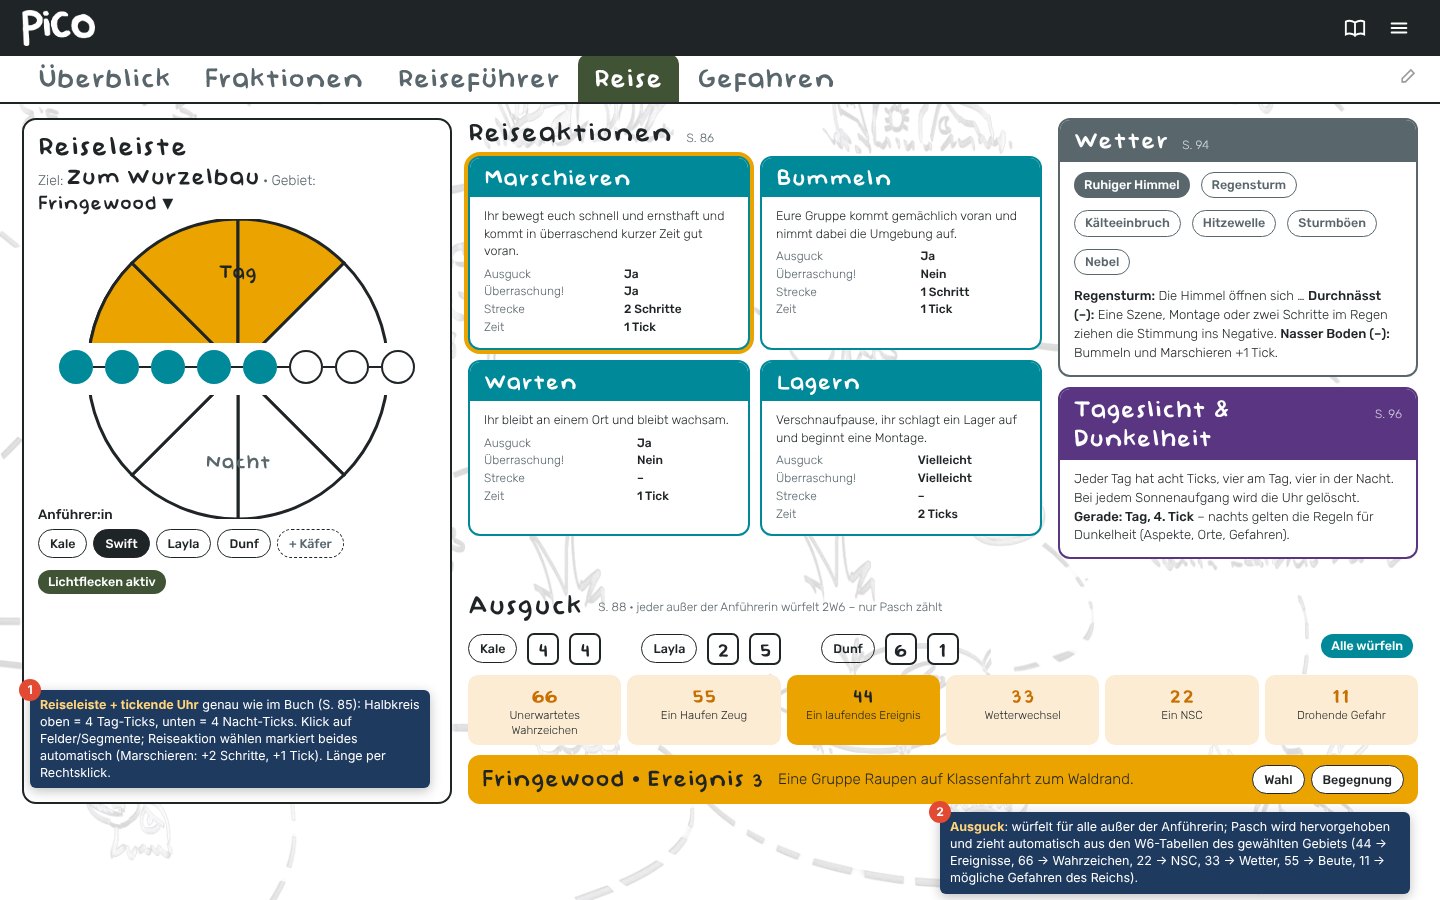 PiCO
Überblick Fraktionen Reiseführer Reise Gefahren
Reiseleiste
Ziel: Zum Wurzelbau • Gebiet:
Fringewood ▼
Tag
Nacht
Anführer:in
Kale Swift Layla Dunf + Käfer
Lichtflecken aktiv
1
Reiseleiste + tickende Uhr genau wie im Buch (S. 85): Halbkreis
oben = 4 Tag-Ticks, unten = 4 Nacht-Ticks. Klick auf
Felder/Segmente; Reiseaktion wählen markiert beides
automatisch (Marschieren: +2 Schritte, +1 Tick). Länge per
Rechtsklick.
Reiseaktionen S. 86
Marschieren
Ihr bewegt euch schnell und ernsthaft und
kommt in überraschend kurzer Zeit gut
voran.
Ausguck Ja
Überraschung! Ja
Strecke 2 Schritte
Zeit 1 Tick
Bummeln
Eure Gruppe kommt gemächlich voran und
nimmt dabei die Umgebung auf.
Ausguck Ja
Überraschung! Nein
Strecke 1 Schritt
Zeit 1 Tick
Warten
Ihr bleibt an einem Ort und bleibt wachsam.
Ausguck Ja
Überraschung! Nein
Strecke –
Zeit 1 Tick
Lagern
Verschnaufpause, ihr schlagt ein Lager auf
und beginnt eine Montage.
Ausguck Vielleicht
Überraschung! Vielleicht
Strecke –
Zeit 2 Ticks
Wetter S. 94
Ruhiger Himmel Regensturm
Kälteeinbruch Hitzewelle Sturmböen
Nebel
Regensturm: Die Himmel öffnen sich … Durchnässt
(–): Eine Szene, Montage oder zwei Schritte im Regen
ziehen die Stimmung ins Negative. Nasser Boden (–):
Bummeln und Marschieren +1 Tick.
Tageslicht & S. 96
Dunkelheit
Jeder Tag hat acht Ticks, vier am Tag, vier in der Nacht.
Bei jedem Sonnenaufgang wird die Uhr gelöscht.
Gerade: Tag, 4. Tick – nachts gelten die Regeln für
Dunkelheit (Aspekte, Orte, Gefahren).
Ausguck S. 88 • jeder außer der Anführerin würfelt 2W6 – nur Pasch zählt
Kale 4 4 Layla 2 5 Dunf 6 1 Alle würfeln
66 55 44 33 22 11
Unerwartetes Ein Haufen Zeug Ein laufendes Ereignis Wetterwechsel Ein NSC Drohende Gefahr
Wahrzeichen
Fringewood • Ereignis 3 Eine Gruppe Raupen auf Klassenfahrt zum Waldrand. Wahl Begegnung
2
Ausguck: würfelt für alle außer der Anführerin; Pasch wird hervorgehoben
und zieht automatisch aus den W6-Tabellen des gewählten Gebiets (44 →
Ereignisse, 66 → Wahrzeichen, 22 → NSC, 33 → Wetter, 55 → Beute, 11 →
mögliche Gefahren des Reichs).